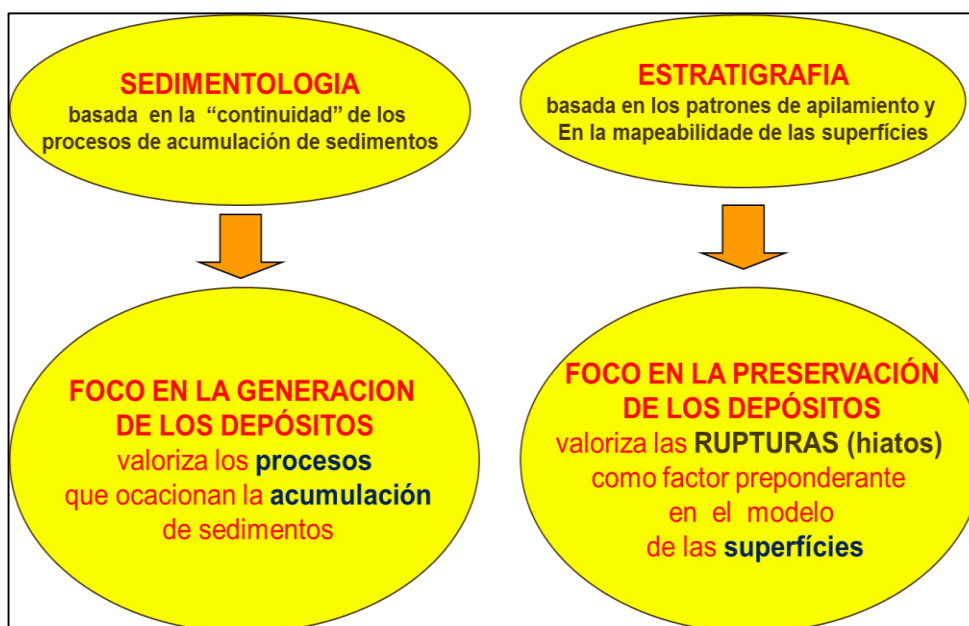 SEDIMENTOLOGIA
basada en la “continuidad” de los
procesos de acumulación de sedimentos
ESTRATIGRAFIA
basada en los patrones de apilamiento y
En la mapeabilidade de las superfícies
FOCO EN LA GENERACION
DE LOS DEPÓSITOS
valoriza los procesos
que ocacionan la acumulación
de sedimentos
FOCO EN LA PRESERVACIÓN
DE LOS DEPÓSITOS
valoriza las RUPTURAS (hiatos)
como factor preponderante
en el modelo
de las superfícies